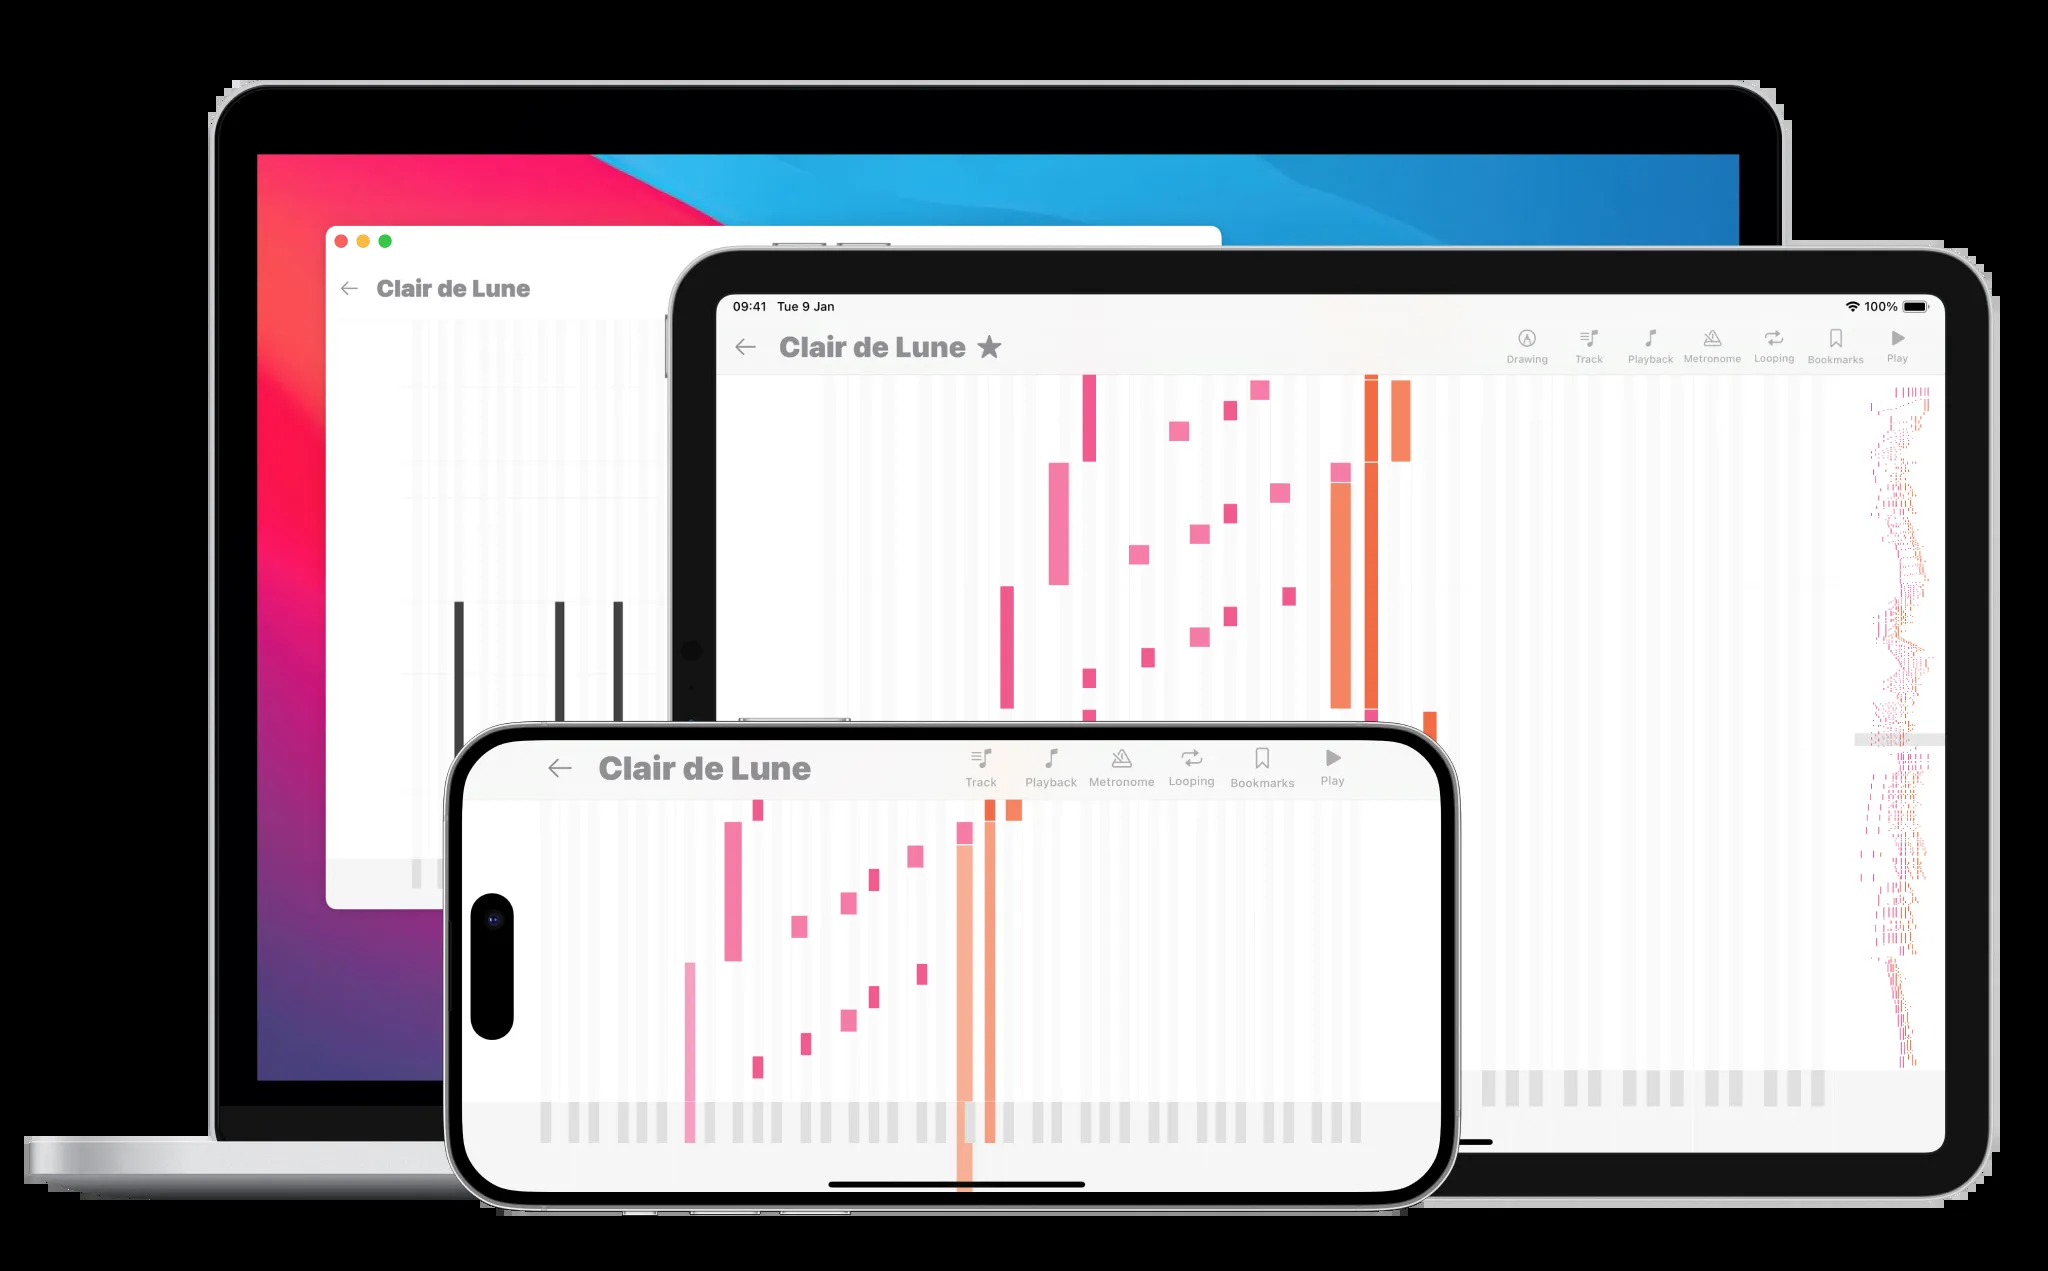 Clair de Lune
09:41 Tue 9 Jan
100%
Clair de Lune
Drawing Track Playback Metronome Looping Bookmarks Play
Clair de Lune
Track Playback Metronome Looping Bookmarks Play